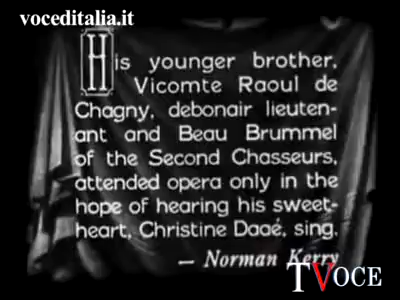 voceditalia.it
His younger brother,
Vicomte Raoul de
Chagny, debonair lieuten-
ant and Beau Brummel
of the Second Chasseurs,
attended opera only in the
hope of hearing his sweet-
heart, Christine Daaé, sing.
— Norman Kerry
TVOCE